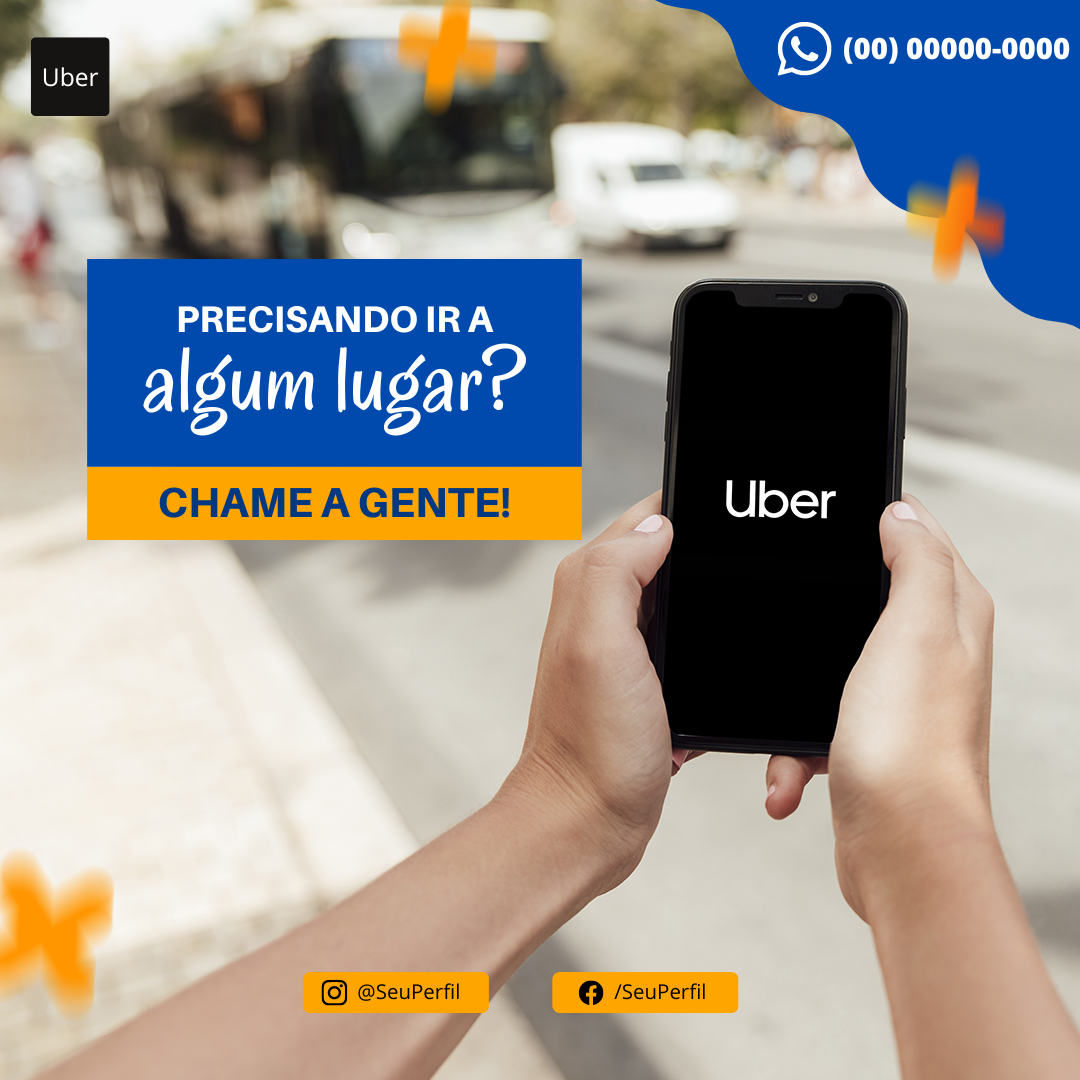 Uber
(00) 00000-0000
PRECISANDO IR A
algum lugar?
CHAME A GENTE!
Uber
@SeuPerfil
/SeuPerfil